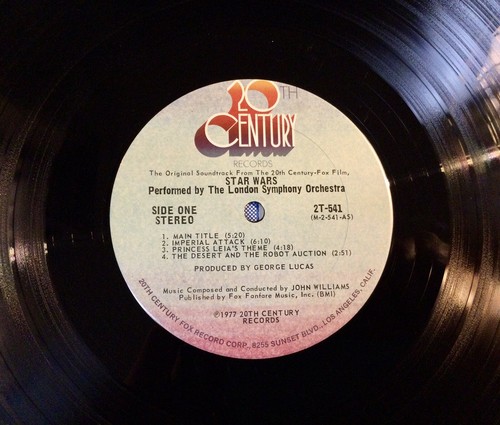 20TH
CENTURY
RECORDS
The Original Soundtrack From The 20th Century-Fox Film,
STAR WARS
Performed by The London Symphony Orchestra
SIDE ONE
STEREO
2T-541
(M-2-541-AS)
1. MAIN TITLE (5:20)
2. IMPERIAL ATTACK (6:10)
3. PRINCESS LEIA'S THEME (4:18)
4. THE DESERT AND THE ROBOT AUCTION (2:51)
PRODUCED BY GEORGE LUCAS
Music Composed and Conducted by JOHN WILLIAMS
Published by Fox Fanfare Music, Inc. (BMI)
©1977 20TH CENTURY
RECORDS
20TH CENTURY FOX RECORD CORP., 8255 SUNSET BLVD., LOS ANGELES, CALIF.